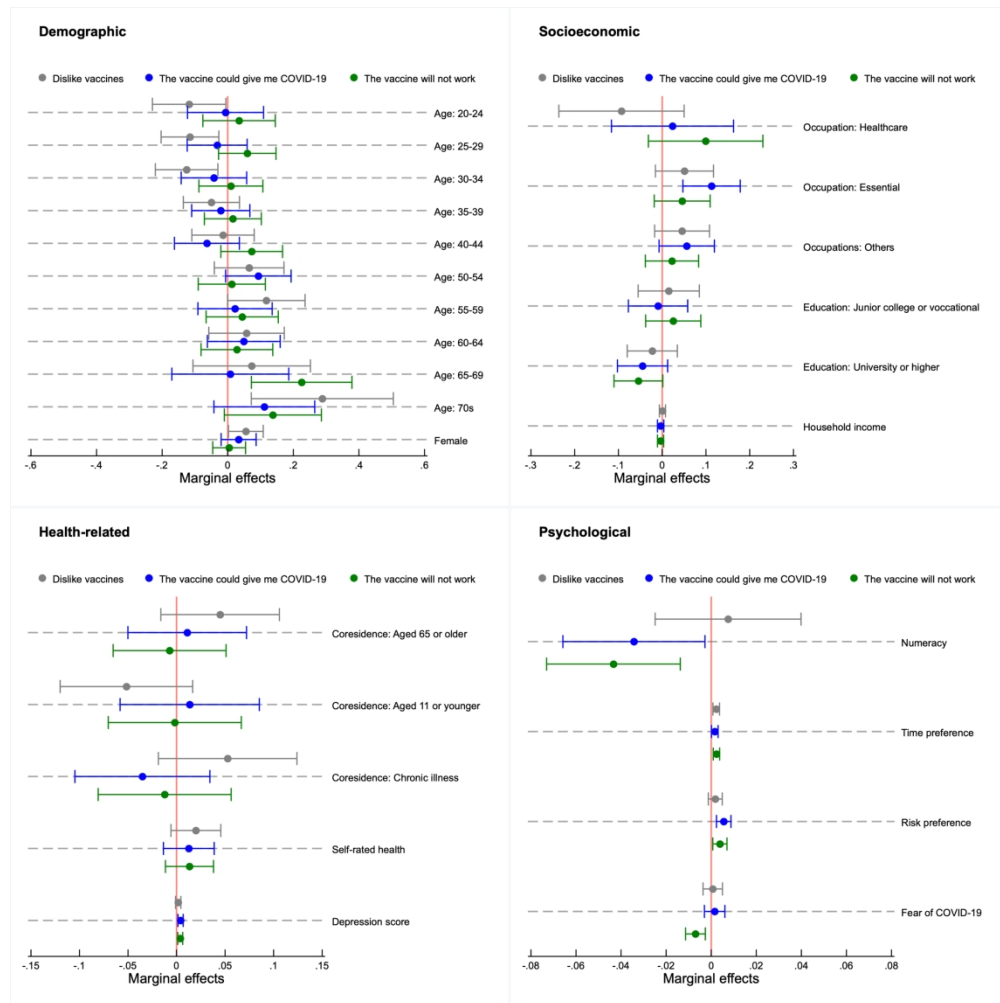 Demographic
Dislike vaccines The vaccine could give me COVID-19 The vaccine will not work
Age: 20-24
Age: 25-29
Age: 30-34
Age: 35-39
Age: 40-44
Age: 50-54
Age: 55-59
Age: 60-64
Age: 65-69
Age: 70s
Female
-.6 -.4 -.2 0 .2 .4 .6
Marginal effects
Socioeconomic
Dislike vaccines The vaccine could give me COVID-19 The vaccine will not work
Occupation: Healthcare
Occupation: Essential
Occupations: Others
Education: Junior college or voccational
Education: University or higher
Household income
-.3 -.2 -.1 0 .1 .2 .3
Marginal effects
Health-related
Dislike vaccines The vaccine could give me COVID-19 The vaccine will not work
Coresidence: Aged 65 or older
Coresidence: Aged 11 or younger
Coresidence: Chronic illness
Self-rated health
Depression score
-.15 -.1 -.05 0 .05 .1 .15
Marginal effects
Psychological
Dislike vaccines The vaccine could give me COVID-19 The vaccine will not work
Numeracy
Time preference
Risk preference
Fear of COVID-19
-.08 -.06 -.04 -.02 0 .02 .04 .06 .08
Marginal effects